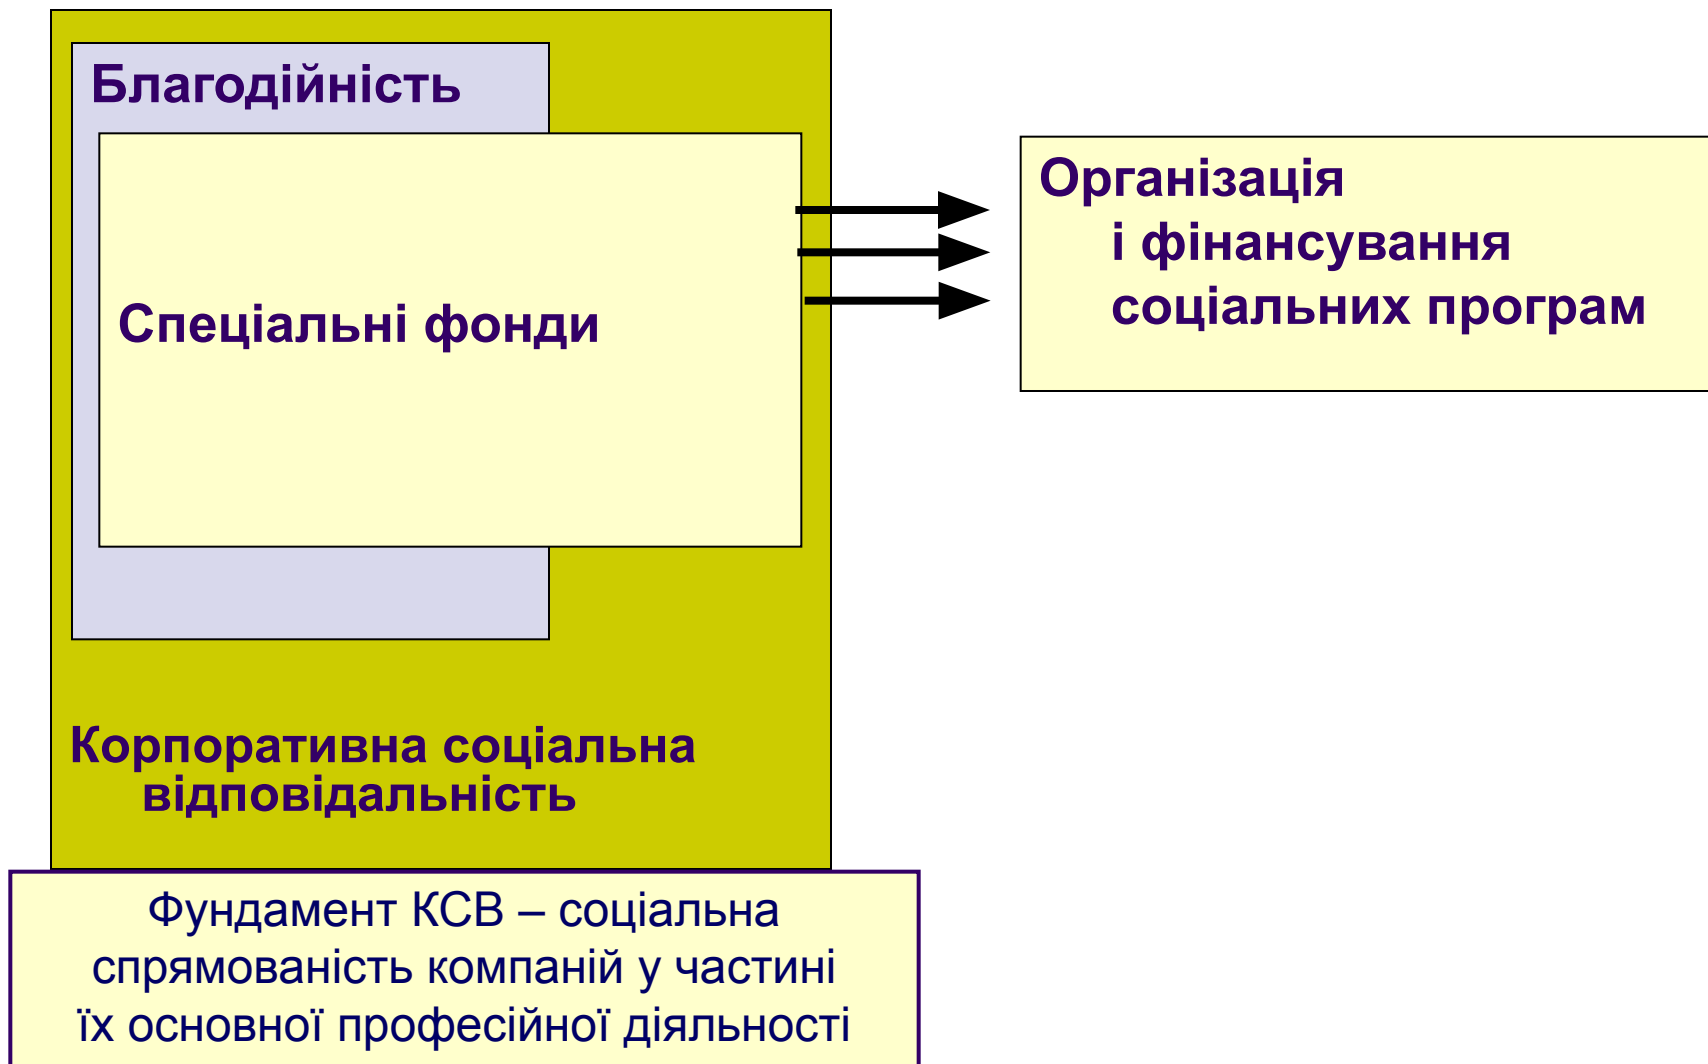 Благодійність
Спеціальні фонди
Організація
і фінансування
соціальних програм
Корпоративна соціальна
відповідальність
Фундамент КСВ – соціальна
спрямованість компаній у частині
їх основної професійної діяльності